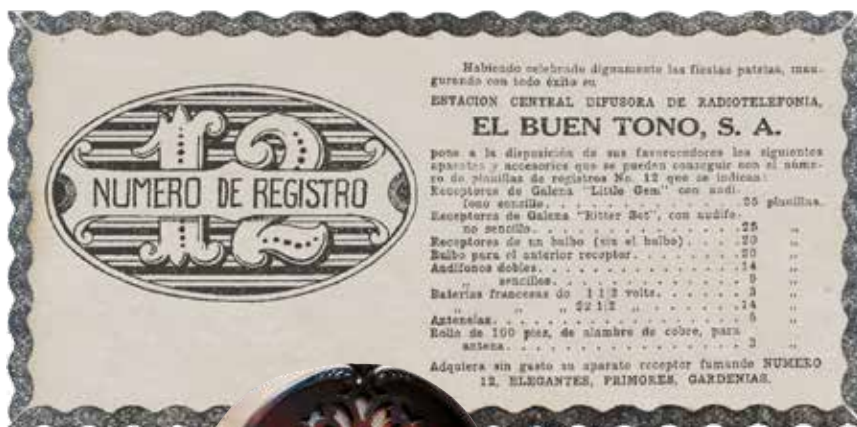 12
NUMERO DE REGISTRO
Habiendo celebrado dignamente las fiestas patrias, inau-
gurando con todo éxito su
ESTACION CENTRAL DIFUSORA DE RADIOTELEFONIA,
EL BUEN TONO, S. A.
pone a la disposición de sus favorecedores los siguientes
aparatos y accesorios que se pueden conseguir con el núme-
ro de planillas de registros No. 12 que se indican:
Receptores de Galena "Little Gem" con audí-
fono sencillo. . . . . . . . . . . . 25 planillas.
Receptores de Galena "Ritter Set", con audífo-
no sencillo. . . . . . . . . . . . . 25 ,,
Receptores de un bulbo (sin el bulbo). . . 20 ,,
Bulbo para el anterior receptor. . . . . . 20 ,,
Audífonos dobles. . . . . . . . . . . . 14 ,,
,, sencillos. . . . . . . . . . . 5 ,,
Baterías francesas de 1 1|2 volts. . . . . . 3 ,,
,, ,, ,, 22 1|2 ,, . . . . . 14 ,,
Antenelas. . . . . . . . . . . . . . 5 ,,
Rollo de 100 pies, de alambre de cobre, para
antena. . . . . . . . . . . . . . 3 ,,
Adquiera sin gasto su aparato receptor fumando NUMERO
12, ELEGANTES, PRIMORES, GARDENIAS.